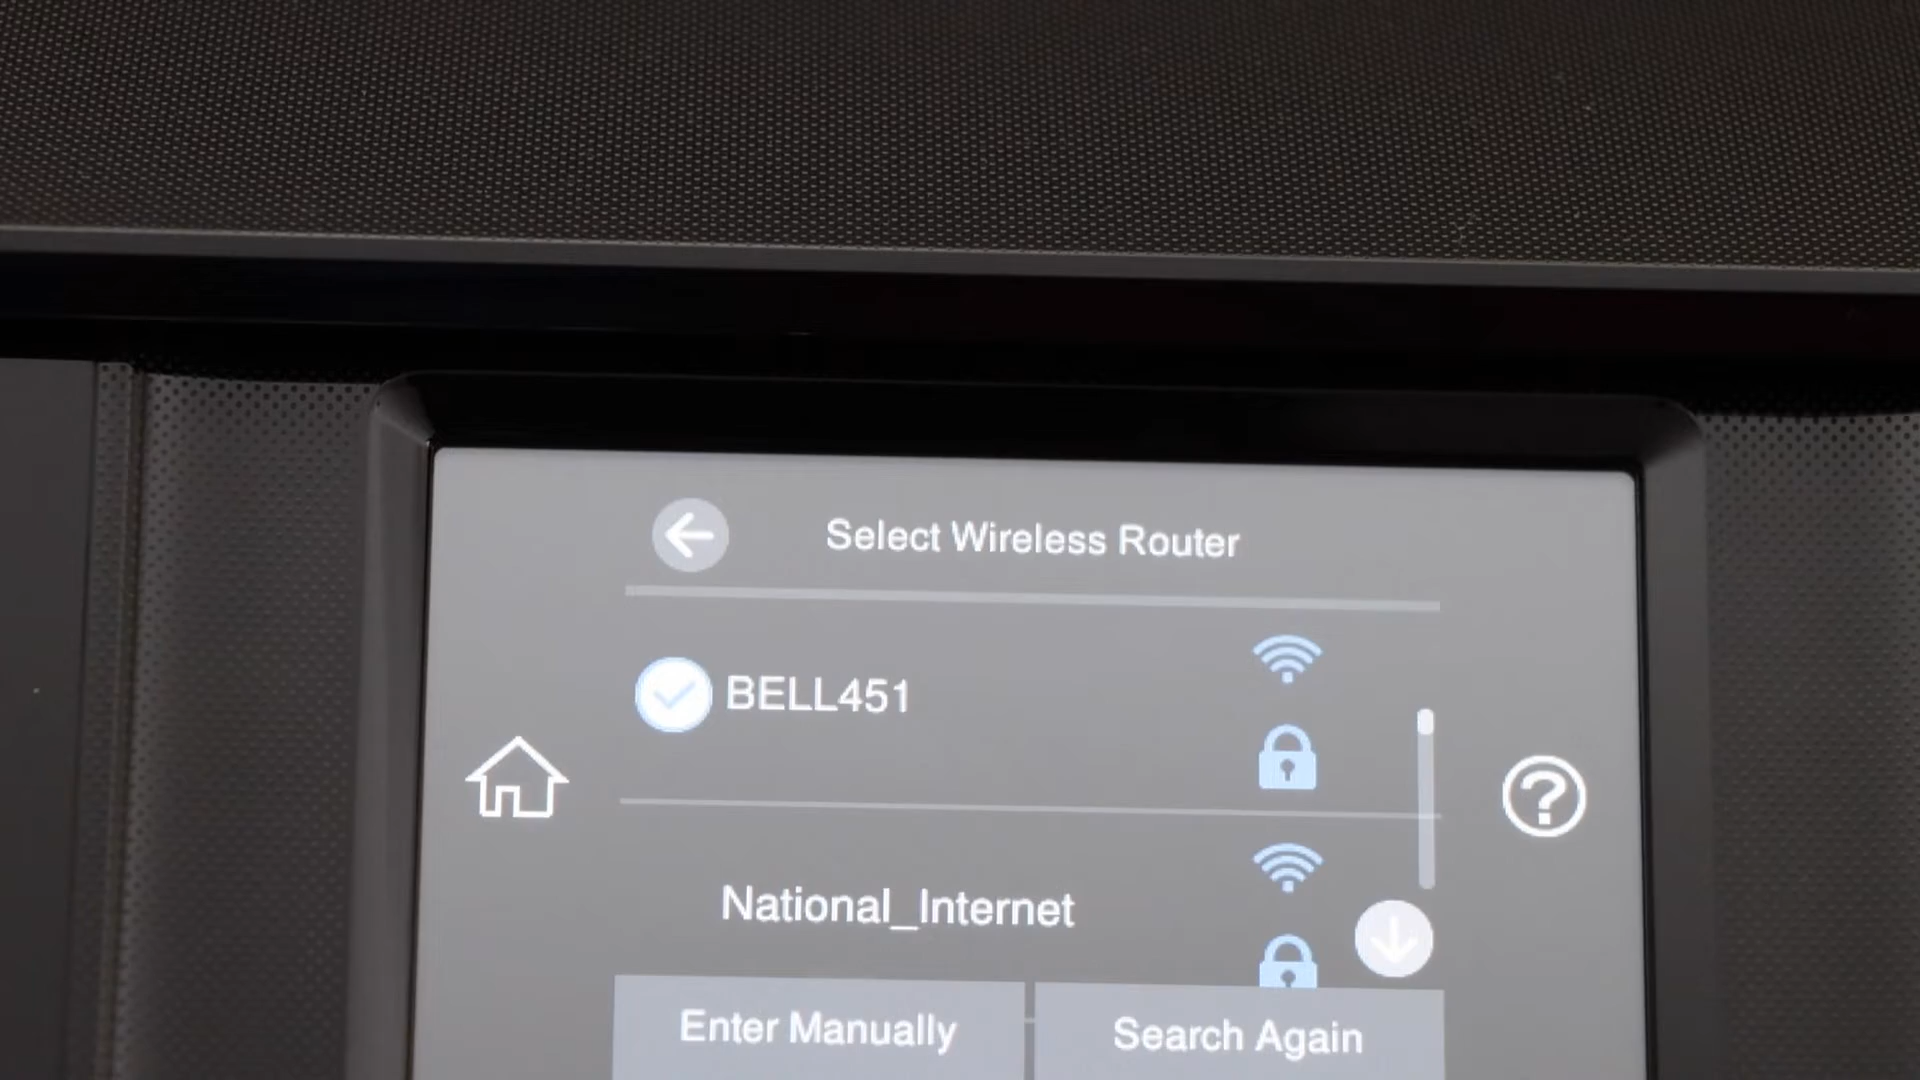 Select Wireless Router
BELL451
National_Internet
Enter Manually
Search Again